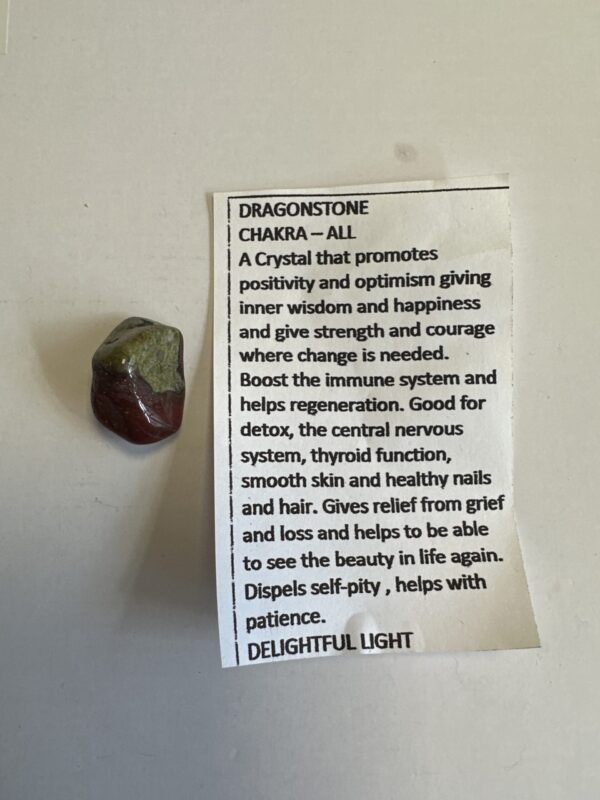 DRAGONSTONE
CHAKRA – ALL
A Crystal that promotes
positivity and optimism giving
inner wisdom and happiness
and give strength and courage
where change is needed.
Boost the immune system and
helps regeneration. Good for
detox, the central nervous
system, thyroid function,
smooth skin and healthy nails
and hair. Gives relief from grief
and loss and helps to be able
to see the beauty in life again.
Dispels self-pity , helps with
patience.
DELIGHTFUL LIGHT